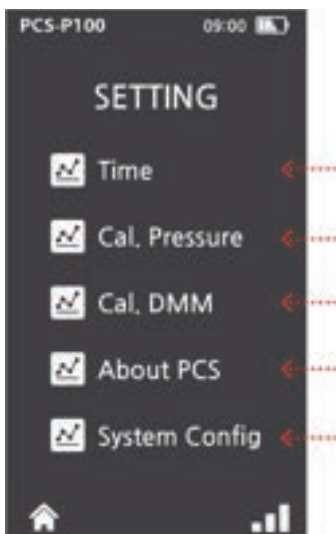 PCS-P100 09:00
SETTING
Time
Cal. Pressure
Cal. DMM
About PCS
System Config